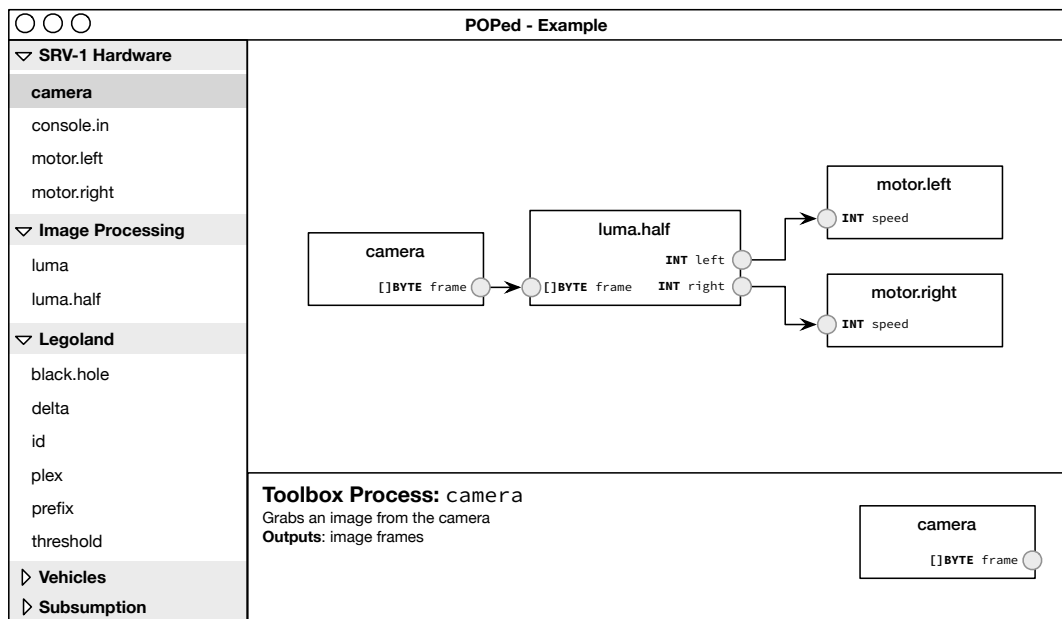 POPed - Example
SRV-1 Hardware
camera
console.in
motor.left
motor.right
Image Processing
luma
luma.half
Legoland
black.hole
delta
id
plex
prefix
threshold
Vehicles
Subsumption
camera
[]BYTE frame
luma.half
INT left
[]BYTE frame INT right
motor.left
INT speed
motor.right
INT speed
Toolbox Process: camera
Grabs an image from the camera
Outputs: image frames
camera
[]BYTE frame